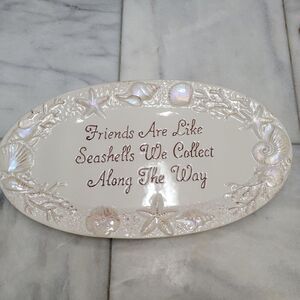 Friends Are Like
Seashells We Collect
Along The Way